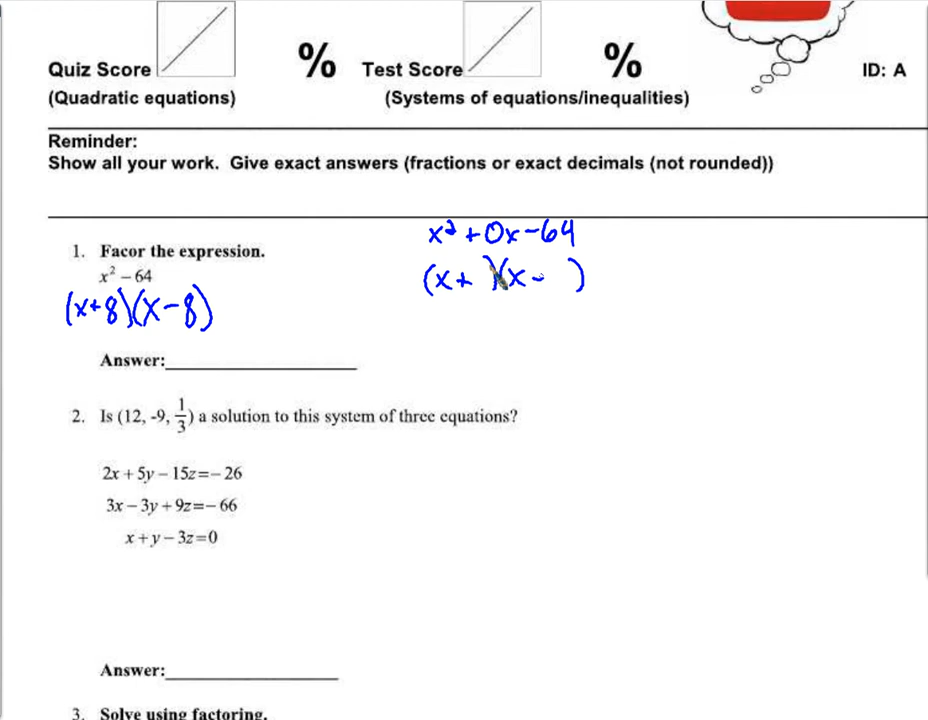 Quiz Score % Test Score % ID: A
(Quadratic equations) (Systems of equations/inequalities)
Reminder:
Show all your work. Give exact answers (fractions or exact decimals (not rounded))
x² + 0x - 64
1. Facor the expression.
(x + )(x - )
x² - 64
(x+8)(x-8)
Answer:
2. Is (12, -9, 1/3) a solution to this system of three equations?
2x + 5y - 15z = - 26
3x - 3y + 9z = - 66
x + y - 3z = 0
Answer:
3. Solve using factoring.